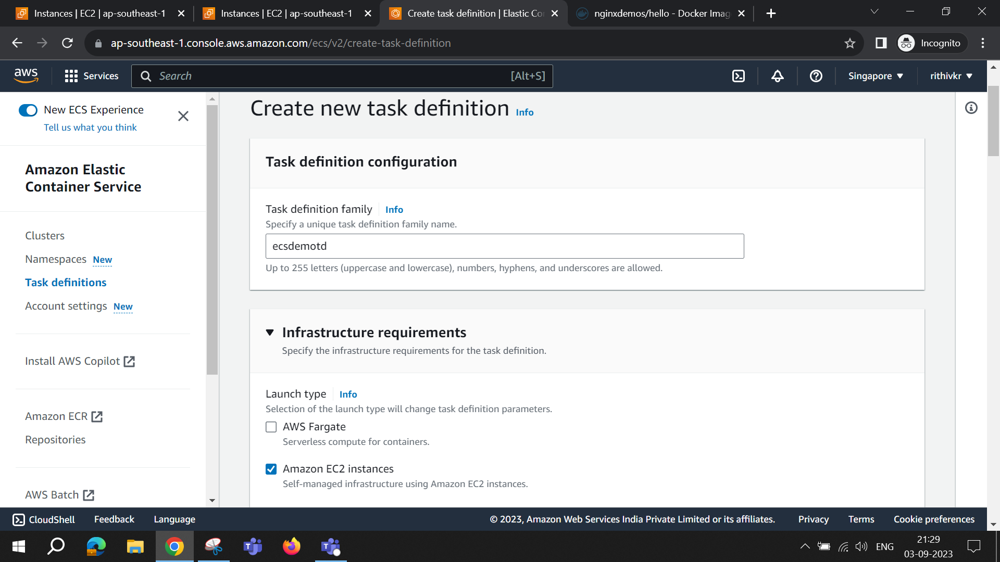 Instances | EC2 | ap-southeast-1
Instances | EC2 | ap-southeast-1
Create task definition | Elastic Co
nginxdemos/hello - Docker Imag
ap-southeast-1.console.aws.amazon.com/ecs/v2/create-task-definition
Incognito
aws
Services
Search
[Alt+S]
Singapore
rithivkr
New ECS Experience
Tell us what you think
Amazon Elastic
Container Service
Clusters
Namespaces New
Task definitions
Account settings New
Install AWS Copilot
Amazon ECR
Repositories
AWS Batch
Create new task definition Info
Task definition configuration
Task definition family Info
Specify a unique task definition family name.
ecsdemotd
Up to 255 letters (uppercase and lowercase), numbers, hyphens, and underscores are allowed.
Infrastructure requirements
Specify the infrastructure requirements for the task definition.
Launch type Info
Selection of the launch type will change task definition parameters.
AWS Fargate
Serverless compute for containers.
Amazon EC2 instances
Self-managed infrastructure using Amazon EC2 instances.
CloudShell
Feedback
Language
© 2023, Amazon Web Services India Private Limited or its affiliates.
Privacy
Terms
Cookie preferences
ENG
21:29
03-09-2023